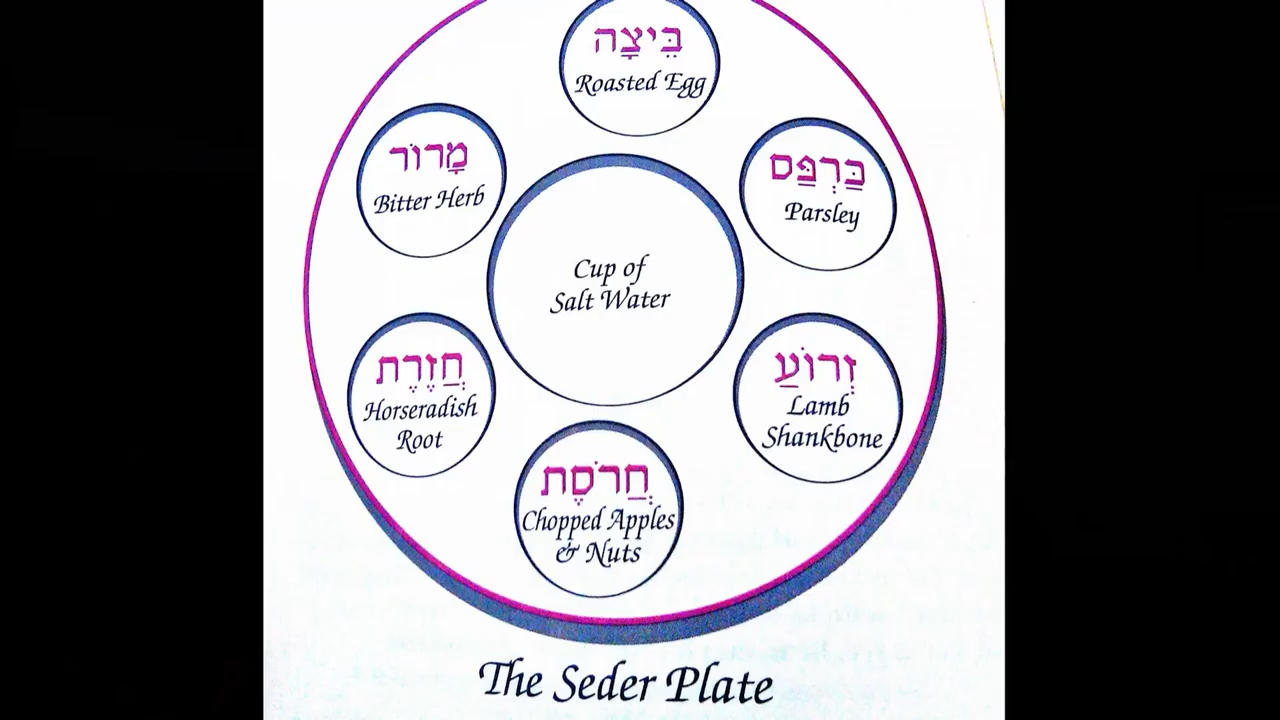 בֵּיצָה
Roasted Egg
מָרוֹר
Bitter Herb
כַּרְפַּס
Parsley
Cup of
Salt Water
חֲזֶרֶת
Horseradish
Root
זְרוֹעַ
Lamb
Shankbone
חֲרֹסֶת
Chopped Apples
& Nuts
The Seder Plate